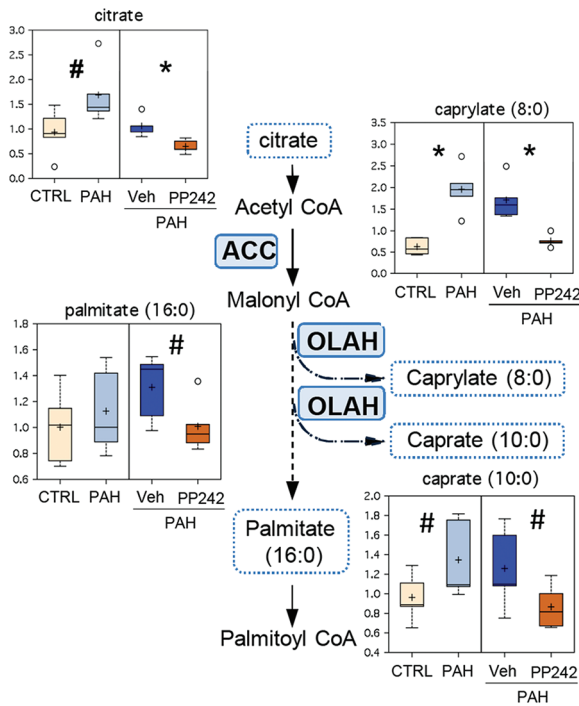 citrate
3.0
2.5
2.0
1.5
1.0
0.5
0.0
# *
CTRL PAH Veh PP242
PAH
citrate
Acetyl CoA
ACC
Malonyl CoA
OLAH
Caprylate (8:0)
OLAH
Caprate (10:0)
Palmitate
(16:0)
Palmitoyl CoA
caprylate (8:0)
3.5
3.0
2.5
2.0
1.5
1.0
0.5
0.0
* *
CTRL PAH Veh PP242
PAH
palmitate (16:0)
1.8
1.6
1.4
1.2
1.0
0.8
0.6
#
CTRL PAH Veh PP242
PAH
caprate (10:0)
2.0
1.8
1.6
1.4
1.2
1.0
0.8
0.6
0.4
# #
CTRL PAH Veh PP242
PAH